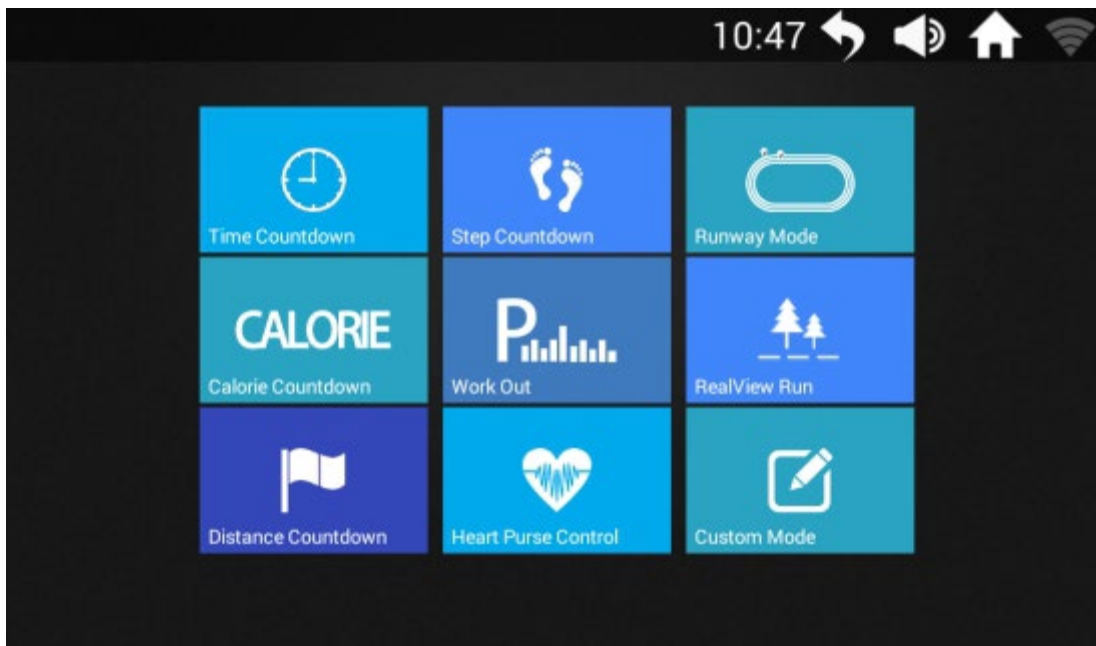 10:47
Time Countdown
Step Countdown
Runway Mode
CALORIE
Calorie Countdown
P
Work Out
RealView Run
Distance Countdown
Heart Purse Control
Custom Mode